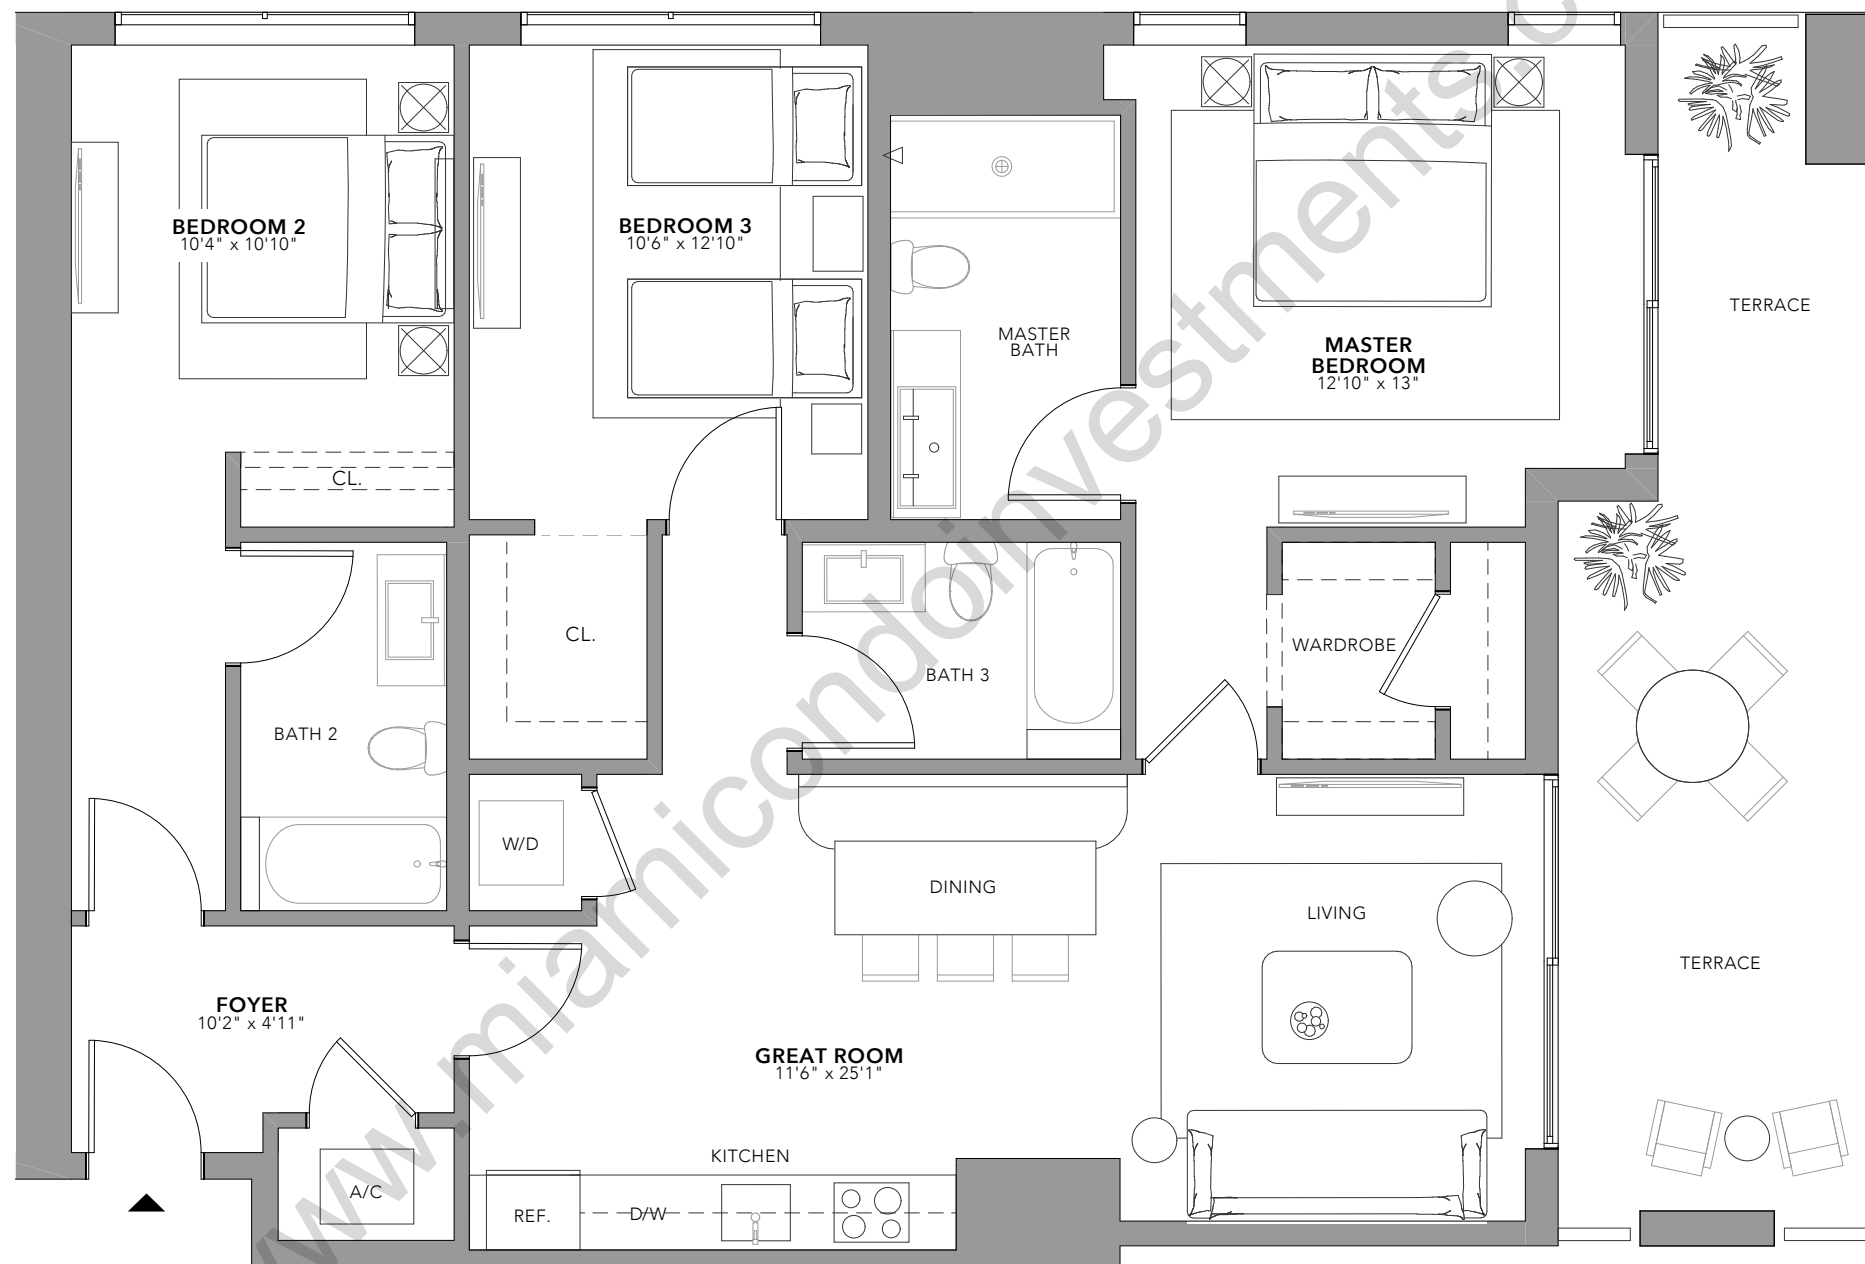 BEDROOM 2
10'4" x 10'10"
BEDROOM 3
10'6" x 12'10"
MASTER
BATH
MASTER
BEDROOM
12'10" x 13"
TERRACE
CL.
CL.
WARDROBE
BATH 2
BATH 3
W/D
DINING
LIVING
TERRACE
FOYER
10'2" x 4'11"
GREAT ROOM
11'6" x 25'1"
KITCHEN
A/C
REF.
D/W
www.miamicondoinvestments.c